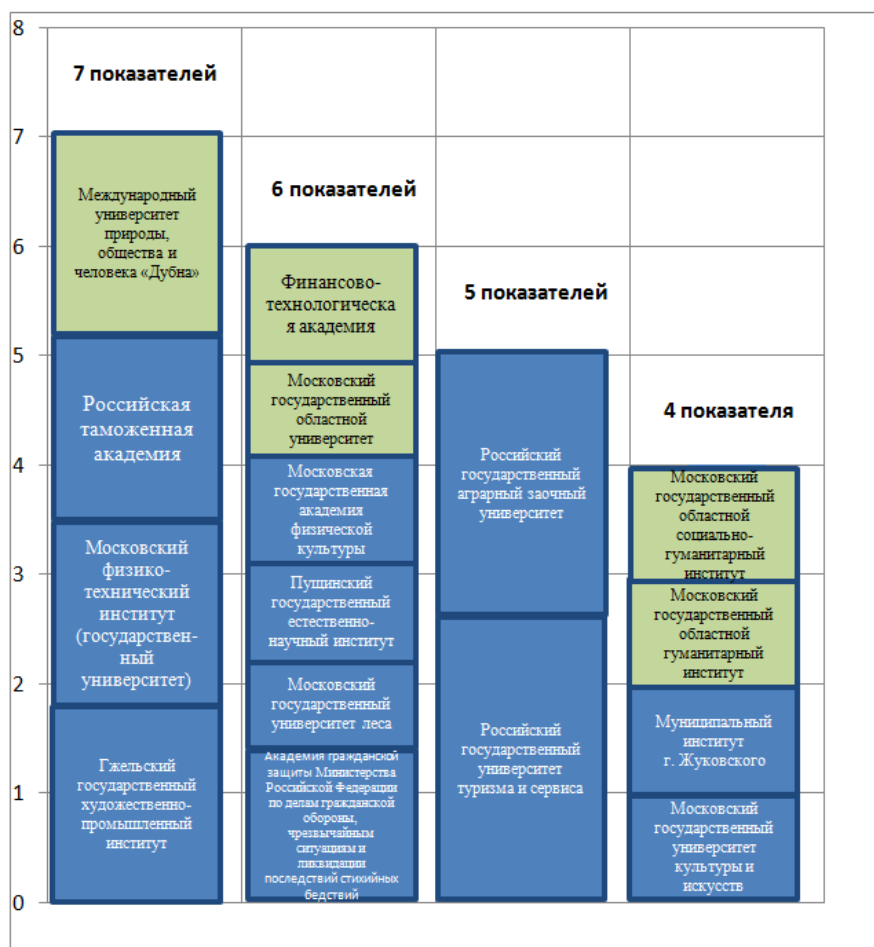 8
7 показателей
7
Международный
университет
природы,
общества и
человека «Дубна»
Российская
таможенная
академия
Московский
физико-
технический
институт
(государствен-
ный
университет)
Гжельский
государственный
художественно-
промышленный
институт
6 показателей
6
Финансово-
технологическа
я академия
Московский
государственный
областной
университет
Московская
государственная
академия
физической
культуры
Пущинский
государственный
естественно-
научный институт
Московский
государственный
университет леса
Академия гражданской
защиты Министерства
Российской Федерации
по делам гражданской
обороны,
чрезвычайным
ситуациям и
ликвидации
последствий стихийных
бедствий
5 показателей
5
Российский
государственный
аграрный заочный
университет
Российский
государственный
университет
туризма и сервиса
4 показателя
4
Московский
государственный
областной
социально-
гуманитарный
институт
Московский
государственный
областной
гуманитарный
институт
Муниципальный
институт
г. Жуковского
Московский
государственный
университет
культуры и
искусств
3
2
1
0